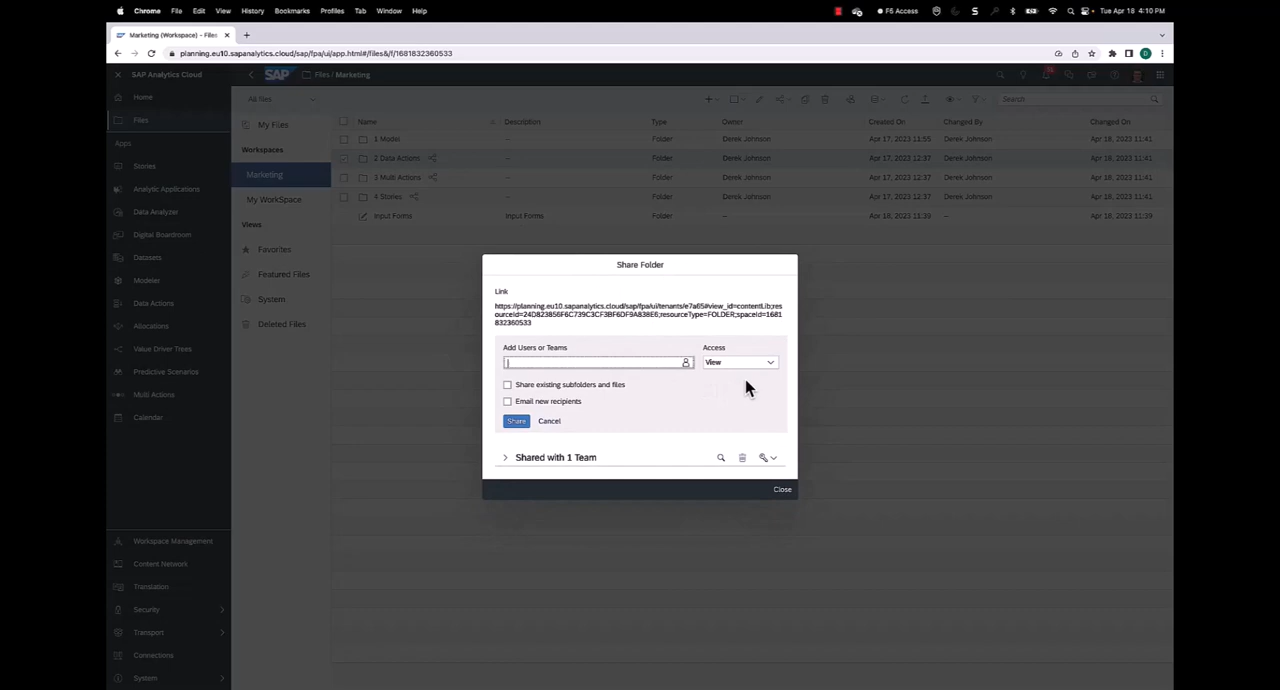 Chrome File Edit View History Bookmarks Profiles Tab Window Help F5 Access Tue Apr 18 4:10 PM
Marketing (Workspace) - Files
planning.eu10.sapanalytics.cloud/sap/fpa/ui/app.html#/files&/f/1681832360533
SAP Analytics Cloud
SAP
Files / Marketing
Home
Files
Apps
Stories
Analytic Applications
Data Analyzer
Digital Boardroom
Datasets
Modeler
Data Actions
Allocations
Value Driver Trees
Predictive Scenarios
Multi Actions
Calendar
Workspace Management
Content Network
Translation
Security
Transport
Connections
System
All files
My Files
Workspaces
Marketing
My WorkSpace
Views
Favorites
Featured Files
System
Deleted Files
Search
Name Description Type Owner Created On Changed By Changed On
1 Model – Folder Derek Johnson Apr 17, 2023 11:55 Derek Johnson Apr 18, 2023 11:41
2 Data Actions – Folder Derek Johnson Apr 17, 2023 12:37 Derek Johnson Apr 18, 2023 11:41
3 Multi Actions – Folder Derek Johnson Apr 17, 2023 12:37 Derek Johnson Apr 18, 2023 11:41
4 Stories – Folder Derek Johnson Apr 17, 2023 12:37 Derek Johnson Apr 18, 2023 11:41
Input Forms Input Forms Folder – Apr 18, 2023 11:39 – Apr 18, 2023 11:39
Share Folder
Link
https://planning.eu10.sapanalytics.cloud/sap/fpa/ui/tenants/e7a65#view_id=contentLib;res
ourceId=24D823856F6C739C3CF3BF6DF9A838E6;resourceType=FOLDER;spaceId=1681
832360533
Add Users or Teams
Access
View
Share existing subfolders and files
Email new recipients
Share Cancel
Shared with 1 Team
Close